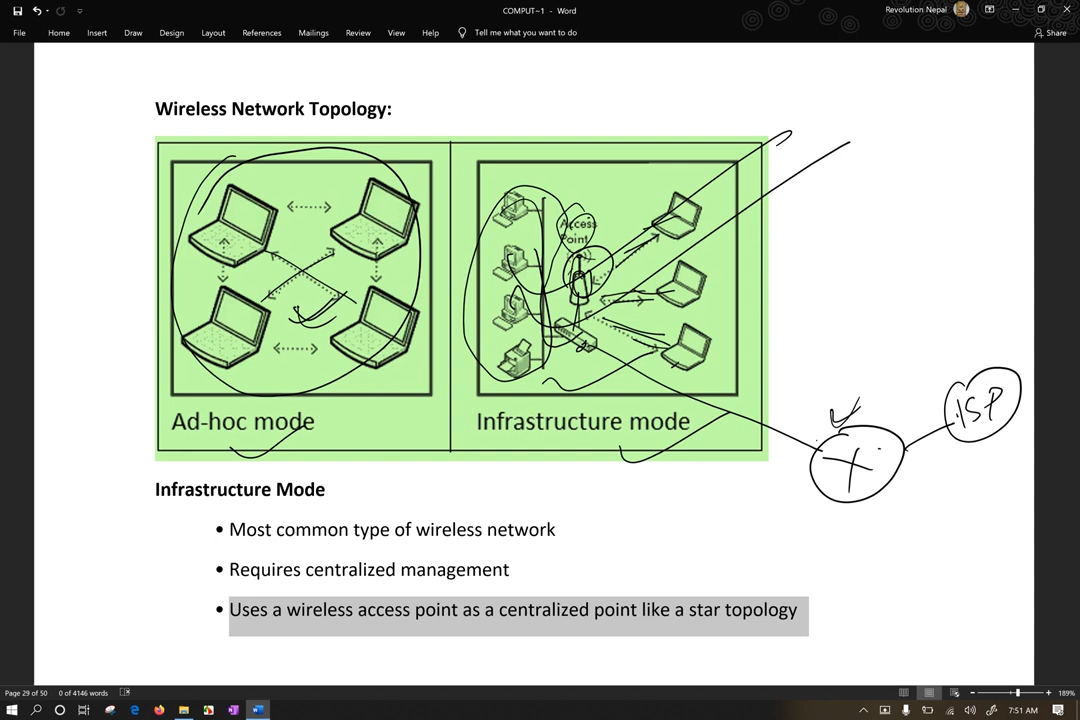 COMPUT~1 - Word
Revolution Nepal
File Home Insert Draw Design Layout References Mailings Review View Help Tell me what you want to do
Share
Wireless Network Topology:
Access
Point
Ad-hoc mode
Infrastructure mode
ISP
Infrastructure Mode
• Most common type of wireless network
• Requires centralized management
• Uses a wireless access point as a centralized point like a star topology
Page 29 of 50 0 of 4146 words
189%
7:51 AM